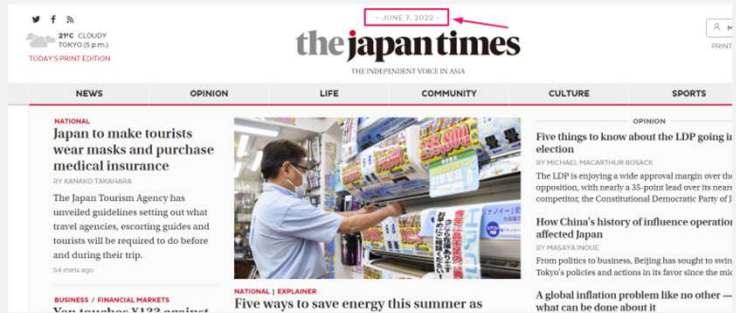 - JUNE 7, 2022 -
21°C CLOUDY
TOKYO (5 p.m.)
TODAY'S PRINT EDITION
the japan times
THE INDEPENDENT VOICE IN ASIA
PRINT
NEWS OPINION LIFE COMMUNITY CULTURE SPORTS
NATIONAL
Japan to make tourists
wear masks and purchase
medical insurance
BY KANAKO TAKAHARA
The Japan Tourism Agency has
unveiled guidelines setting out what
travel agencies, escorting guides and
tourists will be required to do before
and during their trip.
54 mins ago
BUSINESS / FINANCIAL MARKETS
Yen touches ¥133 against
NATIONAL | EXPLAINER
Five ways to save energy this summer as
OPINION
Five things to know about the LDP going i
election
BY MICHAEL MACARTHUR BOSACK
The LDP is enjoying a wide approval margin over the
opposition, with nearly a 35-point lead over its neare
competitor, the Constitutional Democratic Party of J
How China's history of influence operation
affected Japan
BY MASAYA INOUE
From politics to business, Beijing has sought to swin
Tokyo's policies and actions in its favor since the mid
A global inflation problem like no other —
what can be done about it